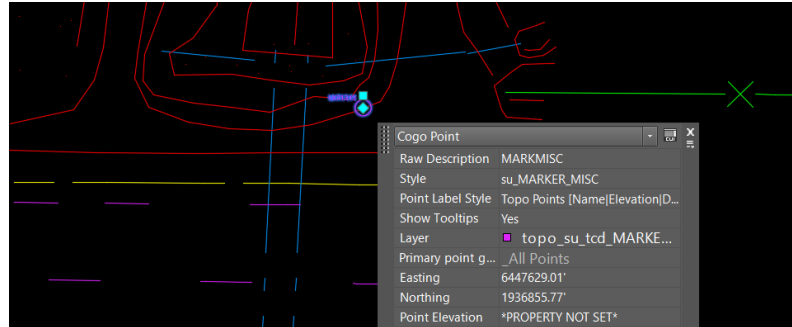 Cogo Point
CUI
Raw Description MARKMISC
Style su_MARKER_MISC
Point Label Style Topo Points [Name|Elevation|D...
Show Tooltips Yes
Layer topo_su_tcd_MARKE...
Primary point g... _All Points
Easting 6447629.01'
Northing 1936855.77'
Point Elevation *PROPERTY NOT SET*